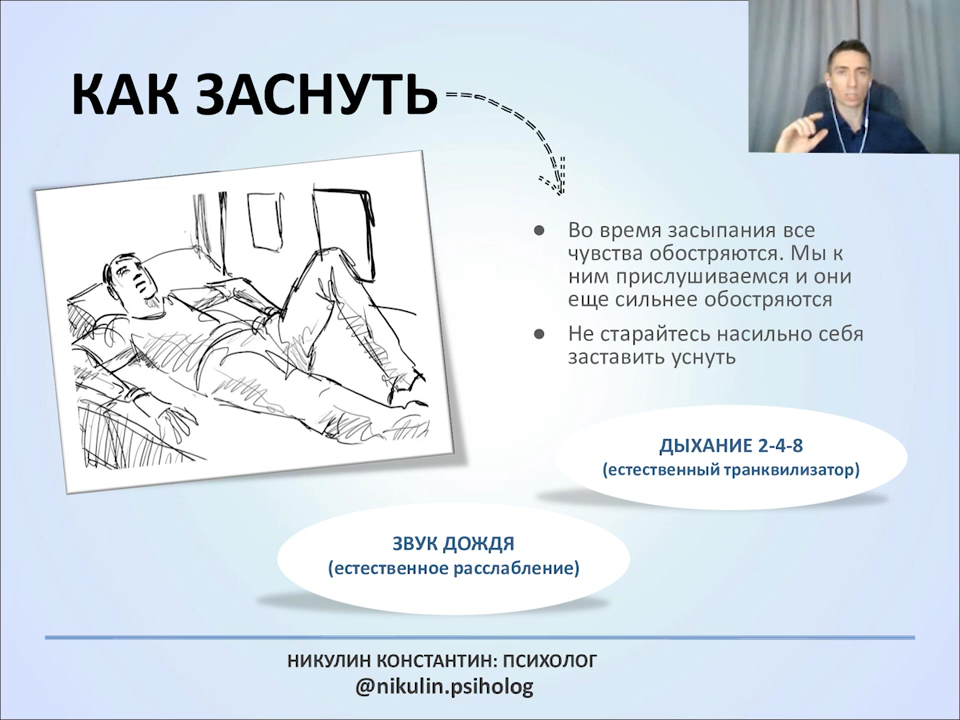 КАК ЗАСНУТЬ
● Во время засыпания все
чувства обостряются. Мы к
ним прислушиваемся и они
еще сильнее обостряются
● Не старайтесь насильно себя
заставить уснуть
ДЫХАНИЕ 2-4-8
(естественный транквилизатор)
ЗВУК ДОЖДЯ
(естественное расслабление)
НИКУЛИН КОНСТАНТИН: ПСИХОЛОГ
@nikulin.psiholog